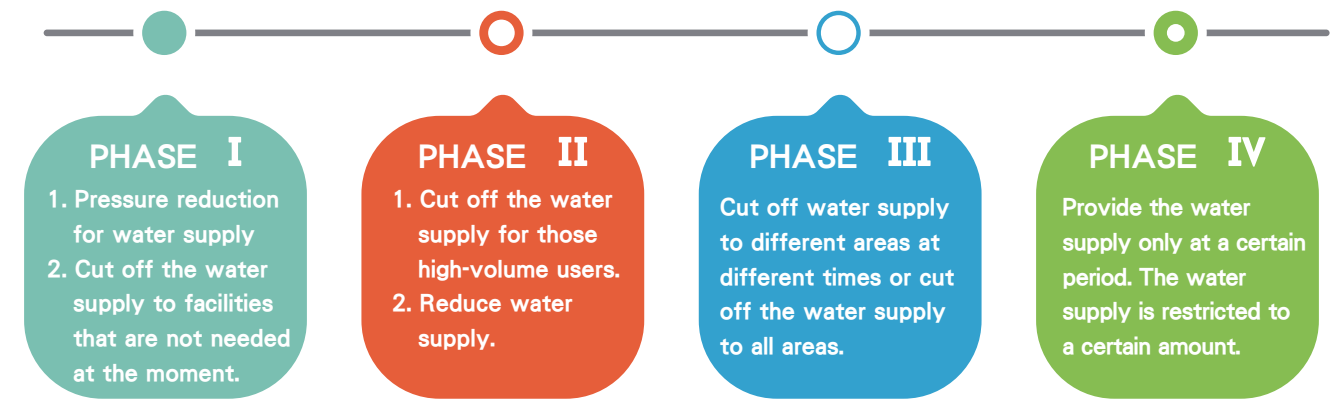 PHASE I
1. Pressure reduction
for water supply
2. Cut off the water
supply to facilities
that are not needed
at the moment.
PHASE II
1. Cut off the water
supply for those
high-volume users.
2. Reduce water
supply.
PHASE III
Cut off water supply
to different areas at
different times or cut
off the water supply
to all areas.
PHASE IV
Provide the water
supply only at a certain
period. The water
supply is restricted to
a certain amount.